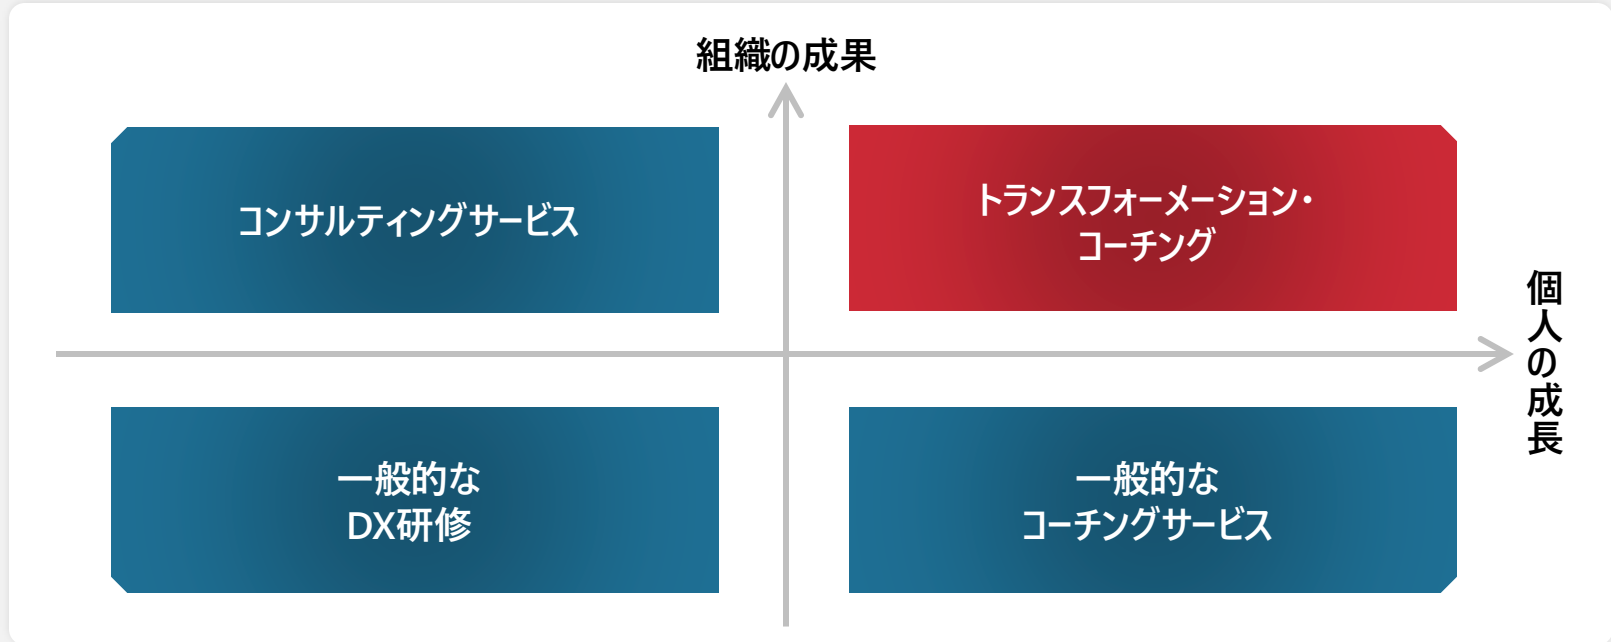 組織の成果
コンサルティングサービス
トランスフォーメーション・
コーチング
個人の成長
一般的な
DX研修
一般的な
コーチングサービス